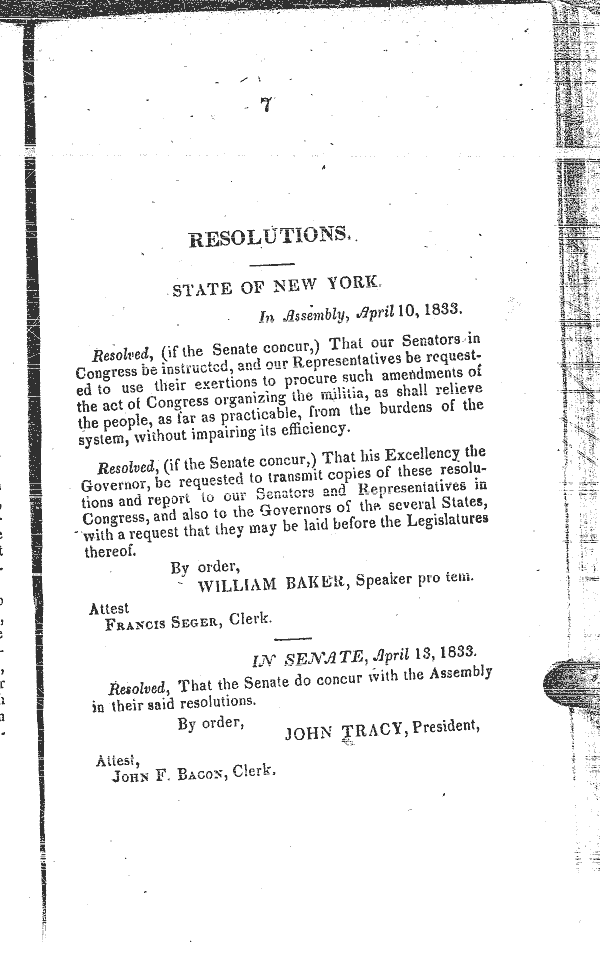 7
RESOLUTIONS.
STATE OF NEW YORK.
In Assembly, April 10, 1833.
Resolved, (if the Senate concur,) That our Senators in
Congress be instructed, and our Representatives be request-
ed to use their exertions to procure such amendments of
the act of Congress organizing the militia, as shall relieve
the people, as far as practicable, from the burdens of the
system, without impairing its efficiency.
Resolved, (if the Senate concur,) That his Excellency the
Governor, be requested to transmit copies of these resolu-
tions and report to our Senators and Representatives in
Congress, and also to the Governors of the several States,
with a request that they may be laid before the Legislatures
thereof.
By order,
WILLIAM BAKER, Speaker pro tem.
Attest
FRANCIS SEGER, Clerk.
IN SENATE, April 13, 1833.
Resolved, That the Senate do concur with the Assembly
in their said resolutions.
By order,
JOHN TRACY, President,
Attest,
JOHN F. BACON, Clerk.